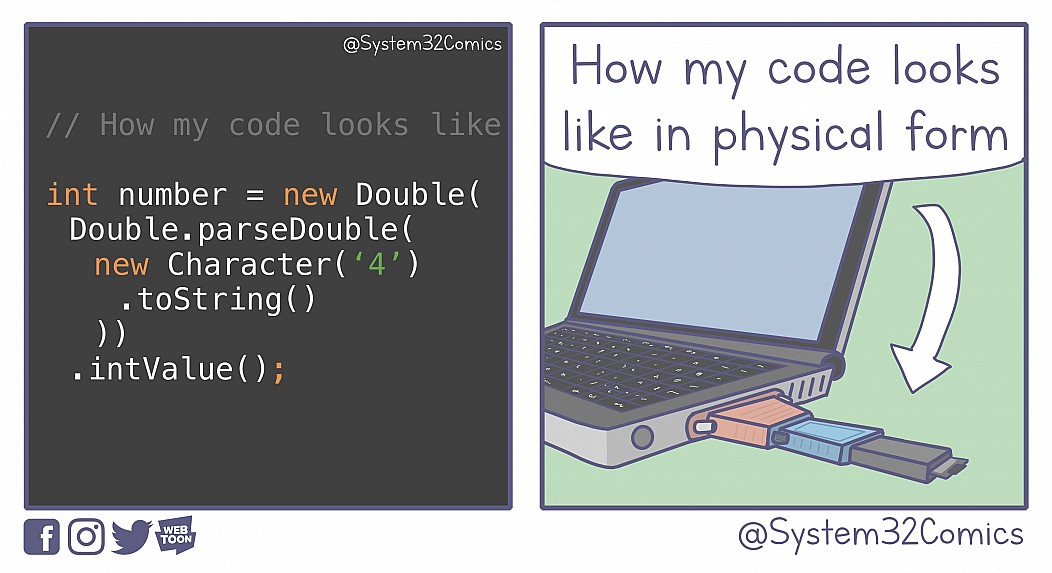 @System32Comics
// How my code looks like
int number = new Double(
Double.parseDouble(
new Character(‘4’)
.toString()
))
.intValue();
How my code looks
like in physical form
WEB
TOON
@System32Comics